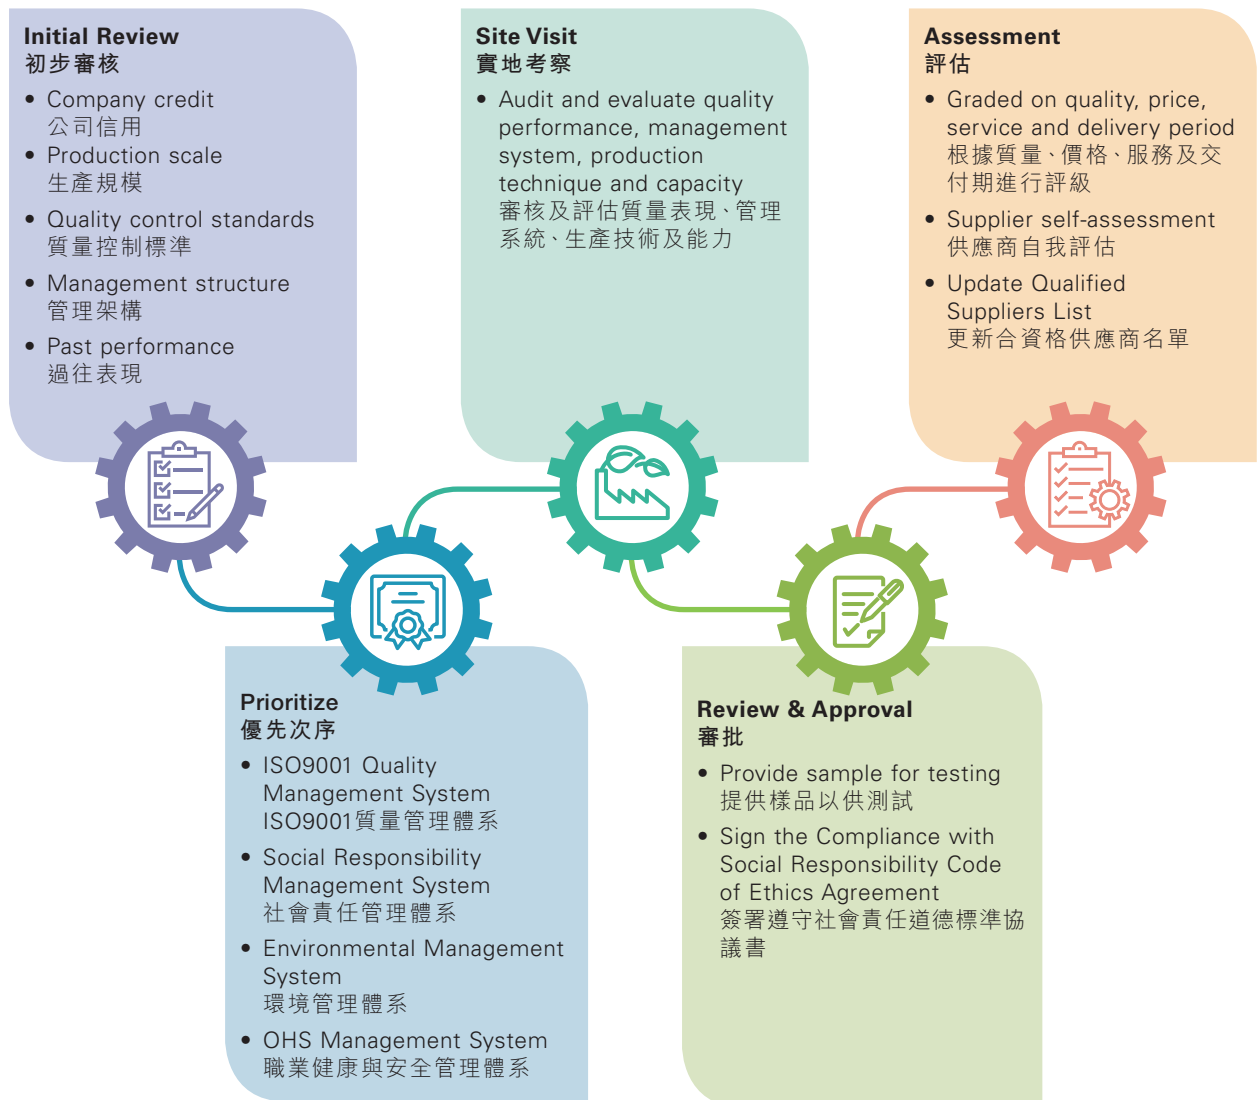 Initial Review
初步審核
• Company credit
公司信用
• Production scale
生產規模
• Quality control standards
質量控制標準
• Management structure
管理架構
• Past performance
過往表現
Prioritize
優先次序
• ISO9001 Quality
Management System
ISO9001質量管理體系
• Social Responsibility
Management System
社會責任管理體系
• Environmental Management
System
環境管理體系
• OHS Management System
職業健康與安全管理體系
Site Visit
實地考察
• Audit and evaluate quality
performance, management
system, production
technique and capacity
審核及評估質量表現、管理
系統、生產技術及能力
Review & Approval
審批
• Provide sample for testing
提供樣品以供測試
• Sign the Compliance with
Social Responsibility Code
of Ethics Agreement
簽署遵守社會責任道德標準協
議書
Assessment
評估
• Graded on quality, price,
service and delivery period
根據質量、價格、服務及交
付期進行評級
• Supplier self-assessment
供應商自我評估
• Update Qualified
Suppliers List
更新合資格供應商名單